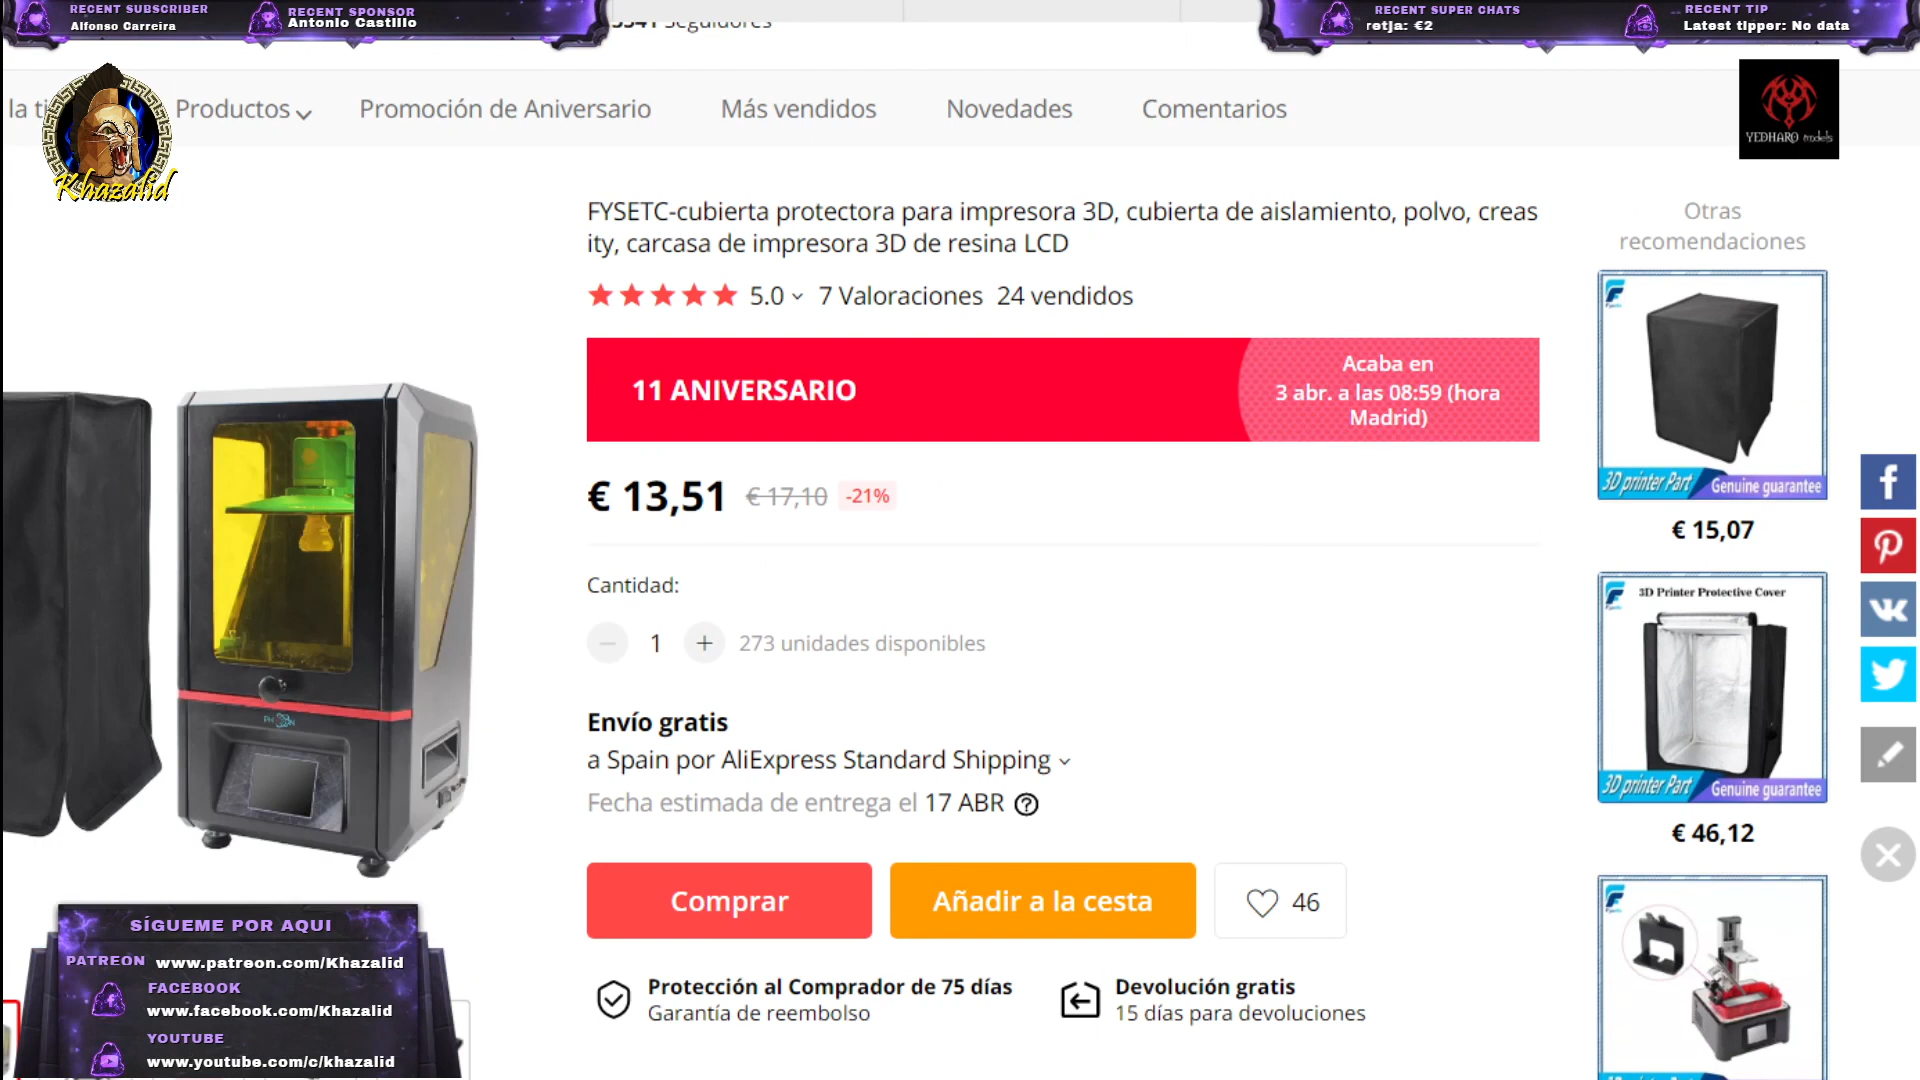 RECENT SUBSCRIBER
Alfonso Carreira
RECENT SPONSOR
Antonio Castillo
Seguidores
RECENT SUPER CHATS
retja: €2
RECENT TIP
Latest tipper: No data
la ti
Productos
Promoción de Aniversario
Más vendidos
Novedades
Comentarios
Khazalid
YEDHARO models
FYSETC-cubierta protectora para impresora 3D, cubierta de aislamiento, polvo, creas
ity, carcasa de impresora 3D de resina LCD
5.0
7 Valoraciones
24 vendidos
11 ANIVERSARIO
Acaba en
3 abr. a las 08:59 (hora
Madrid)
€ 13,51
€ 17,10
-21%
Cantidad:
1
273 unidades disponibles
Envío gratis
a Spain por AliExpress Standard Shipping
Fecha estimada de entrega el 17 ABR
Comprar
Añadir a la cesta
46
Protección al Comprador de 75 días
Garantía de reembolso
Devolución gratis
15 días para devoluciones
Otras
recomendaciones
3D printer Part
Genuine guarantee
€ 15,07
3D Printer Protective Cover
3D printer Part
Genuine guarantee
€ 46,12
SÍGUEME POR AQUI
PATREON
www.patreon.com/Khazalid
FACEBOOK
www.facebook.com/Khazalid
YOUTUBE
www.youtube.com/c/khazalid